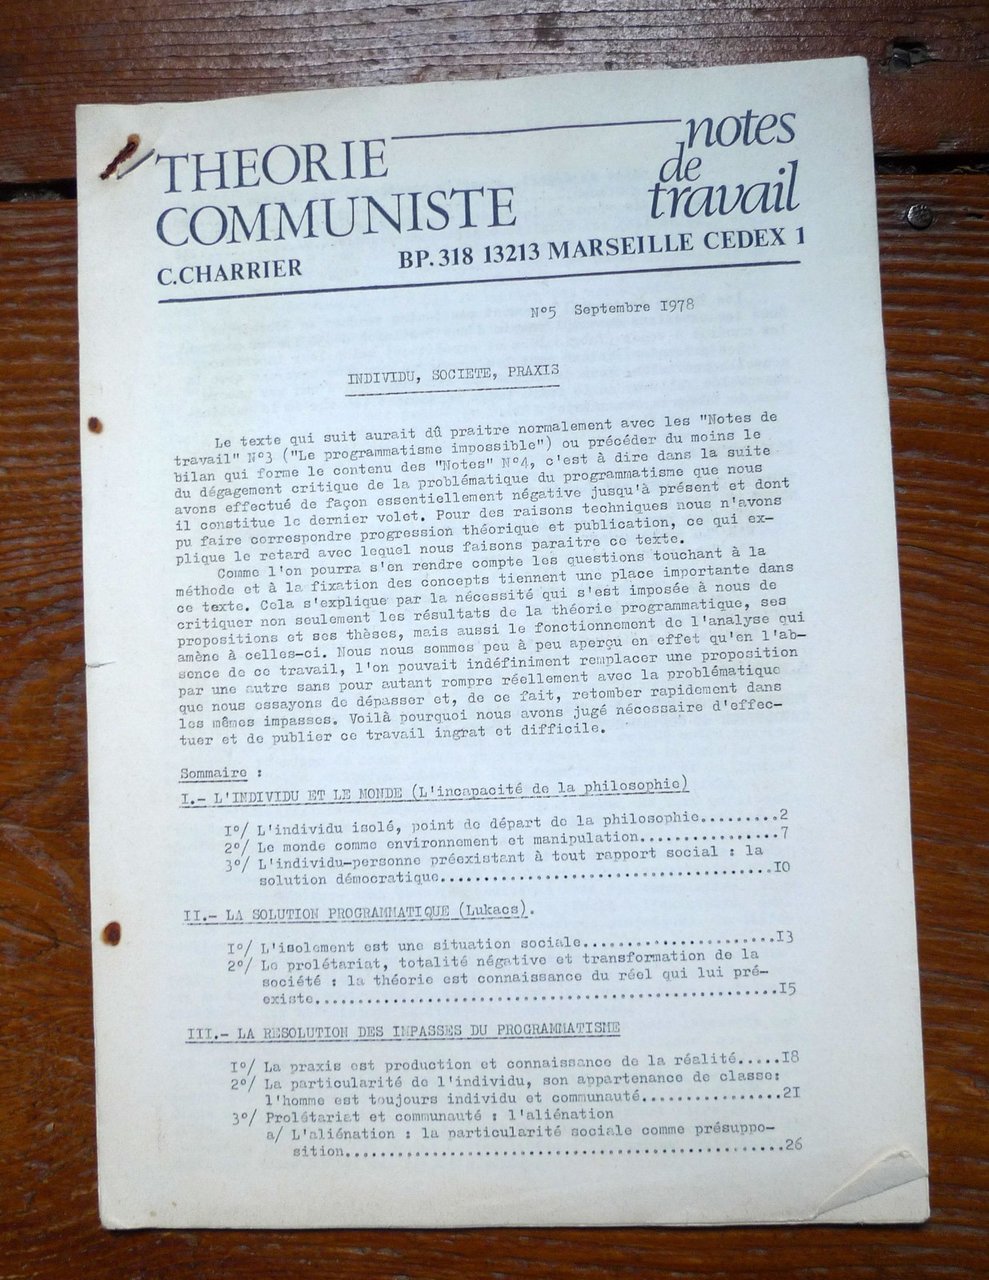 THEORIE
COMMUNISTE
notes
de
travail
C.CHARRIER BP.318 13213 MARSEILLE CEDEX 1
N°5 Septembre I978
INDIVIDU, SOCIETE, PRAXIS
Le texte qui suit aurait dû praitre normalement avec les "Notes de
travail" N°3 ("Le programmatisme impossible") ou précéder du moins le
bilan qui forme le contenu des "Notes" N°4, c'est à dire dans la suite
du dégagement critique de la problématique du programmatisme que nous
avons effectué de façon essentiellement négative jusqu'à présent et dont
il constitue le dernier volet. Pour des raisons techniques nous n'avons
pu faire correspondre progression théorique et publication, ce qui ex-
plique le retard avec lequel nous faisons paraitre ce texte.
Comme l'on pourra s'en rendre compte les questions touchant à la
méthode et à la fixation des concepts tiennent une place importante dans
ce texte. Cela s'explique par la nécessité qui s'est imposée à nous de
critiquer non seulement les résultats de la théorie programmatique, ses
propositions et ses thèses, mais aussi le fonctionnement de l'analyse qui
amène à celles-ci. Nous nous sommes peu à peu aperçu en effet qu'en l'ab-
sence de ce travail, l'on pouvait indéfiniment remplacer une proposition
par une autre sans pour autant rompre réellement avec la problématique
que nous essayons de dépasser et, de ce fait, retomber rapidement dans
les mêmes impasses. Voilà pourquoi nous avons jugé nécessaire d'effec-
tuer et de publier ce travail ingrat et difficile.
Sommaire :
I.- L'INDIVIDU ET LE MONDE (L'incapacité de la philosophie)
I°/ L'individu isolé, point de départ de la philosophie.........2
2°/ Le monde comme environnement et manipulation................7
3°/ L'individu-personne préexistant à tout rapport social : la
solution démocratique......................................I0
II.- LA SOLUTION PROGRAMMATIQUE (Lukacs).
I°/ L'isolement est une situation sociale......................I3
2°/ Le prolétariat, totalité négative et transformation de la
société : la théorie est connaissance du réel qui lui pré-
existe.....................................................I5
III.- LA RESOLUTION DES IMPASSES DU PROGRAMMATISME
I°/ La praxis est production et connaissance de la réalité.....I8
2°/ La particularité de l'individu, son appartenance de classe:
l'homme est toujours individu et communauté................2I
3°/ Prolétariat et communauté : l'aliénation
a/ L'aliénation : la particularité sociale comme présuppo-
sition..................................................26